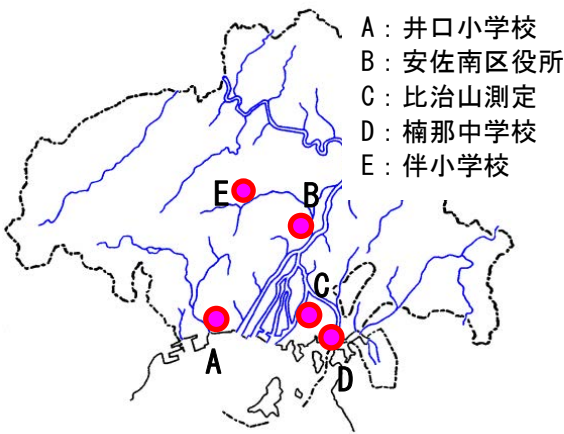 A：井口小学校
B：安佐南区役所
C：比治山測定
D：楠那中学校
E：伴小学校
E
B
C
A
D